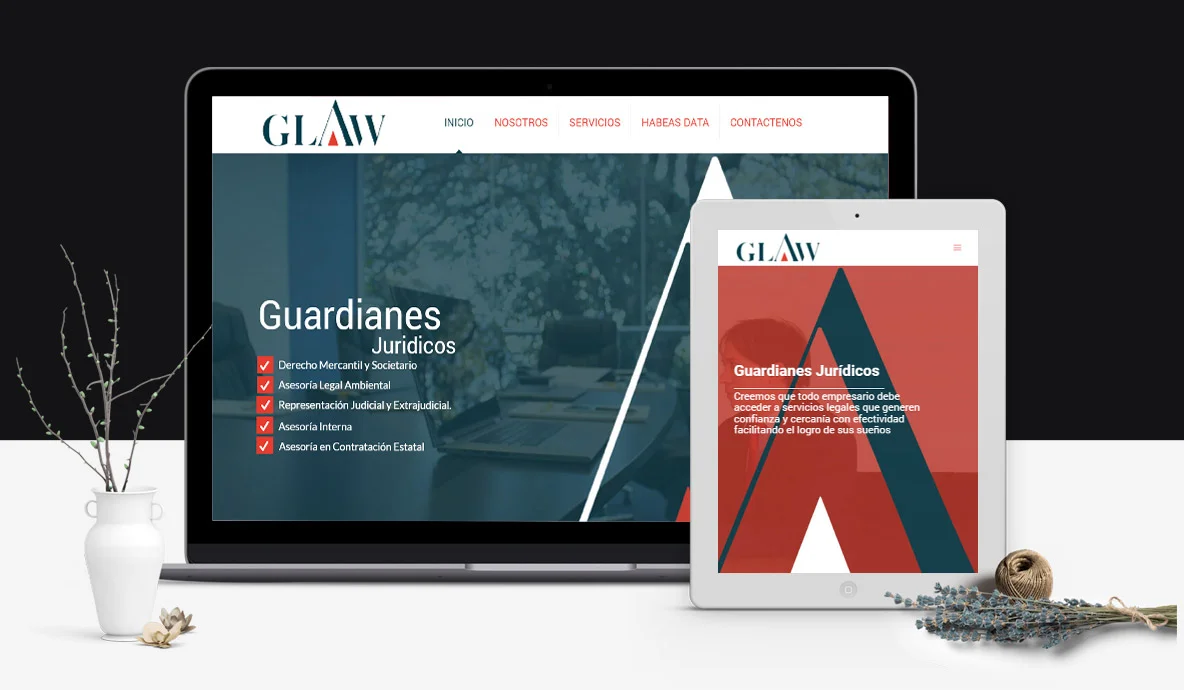 GLAW
INICIO NOSOTROS SERVICIOS HABEAS DATA CONTACTENOS
Guardianes
Juridicos
Derecho Mercantil y Societario
Asesoría Legal Ambiental
Representación Judicial y Extrajudicial.
Asesoría Interna
Asesoría en Contratación Estatal
GLAW
Guardianes Jurídicos
Creemos que todo empresario debe
acceder a servicios legales que generen
confianza y cercanía con efectividad
facilitando el logro de sus sueños